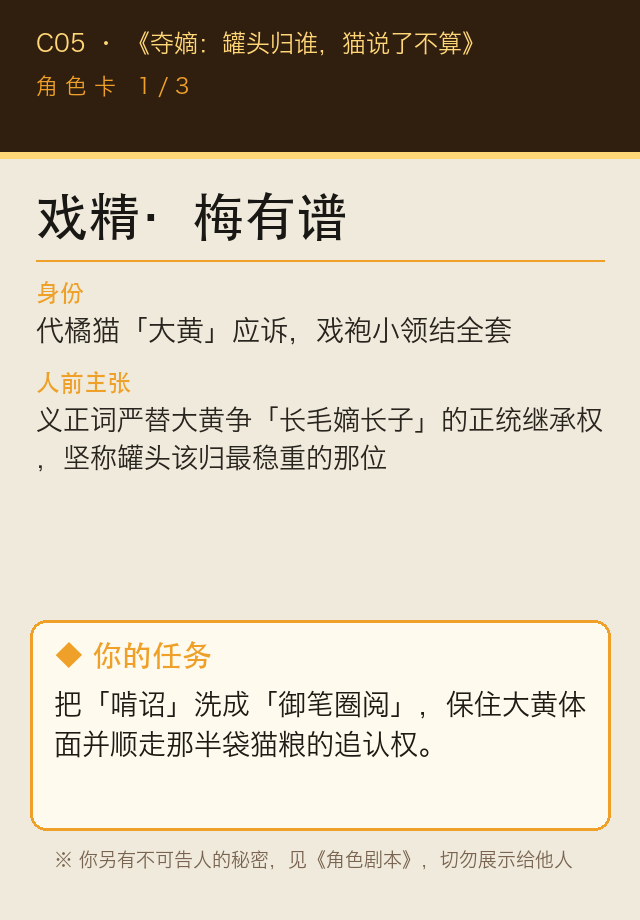 C05 · 《夺嫡：罐头归谁，猫说了不算》
角色卡 1/3
戏精· 梅有谱
身份
代橘猫「大黄」应诉，戏袍小领结全套
人前主张
义正词严替大黄争「长毛嫡长子」的正统继承权
，坚称罐头该归最稳重的那位
◆ 你的任务
把「啃诏」洗成「御笔圈阅」，保住大黄体
面并顺走那半袋猫粮的追认权。
※ 你另有不可告人的秘密，见《角色剧本》，切勿展示给他人